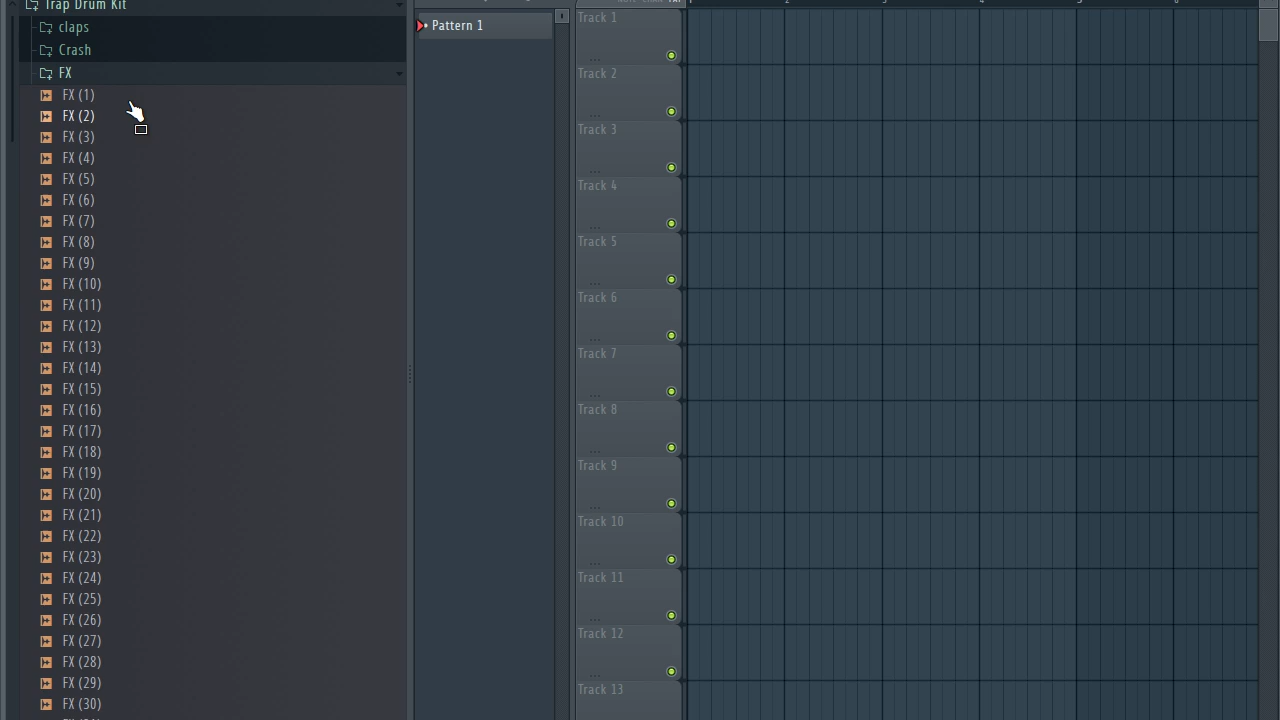 Trap Drum Kit
claps
Crash
FX
FX (1)
FX (2)
FX (3)
FX (4)
FX (5)
FX (6)
FX (7)
FX (8)
FX (9)
FX (10)
FX (11)
FX (12)
FX (13)
FX (14)
FX (15)
FX (16)
FX (17)
FX (18)
FX (19)
FX (20)
FX (21)
FX (22)
FX (23)
FX (24)
FX (25)
FX (26)
FX (27)
FX (28)
FX (29)
FX (30)
Pattern 1
Track 1
Track 2
Track 3
Track 4
Track 5
Track 6
Track 7
Track 8
Track 9
Track 10
Track 11
Track 12
Track 13